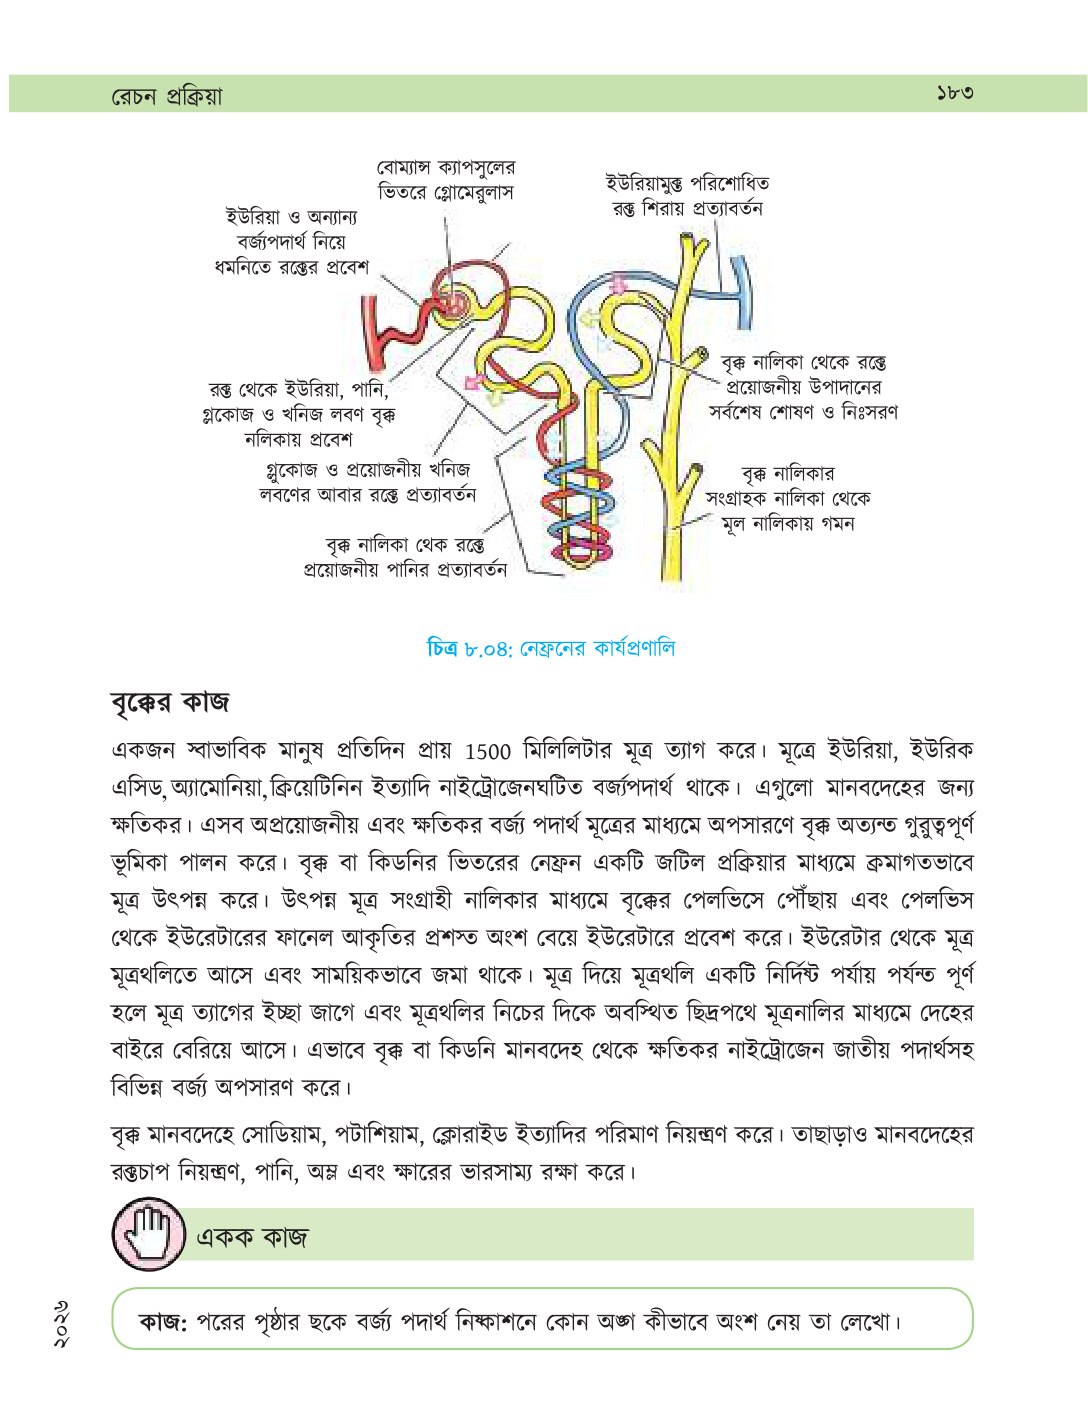 রেচন প্রক্রিয়া
১৮৩
বোম্যান্স ক্যাপসুলের
ভিতরে গ্লোমেরুলাস
ইউরিয়ামুক্ত পরিশোধিত
রক্ত শিরায় প্রত্যাবর্তন
ইউরিয়া ও অন্যান্য
বর্জ্যপদার্থ নিয়ে
ধমনিতে রক্তের প্রবেশ
বৃক্ক নালিকা থেকে রক্তে
প্রয়োজনীয় উপাদানের
সর্বশেষ শোষণ ও নিঃসরণ
রক্ত থেকে ইউরিয়া, পানি,
গ্লুকোজ ও খনিজ লবণ বৃক্ক
নলিকায় প্রবেশ
গ্লুকোজ ও প্রয়োজনীয় খনিজ
লবণের আবার রক্তে প্রত্যাবর্তন
বৃক্ক নালিকার
সংগ্রাহক নালিকা থেকে
মূল নালিকায় গমন
বৃক্ক নালিকা থেক রক্তে
প্রয়োজনীয় পানির প্রত্যাবর্তন
চিত্র ৮.০৪: নেফ্রনের কার্যপ্রণালি
বৃক্কের কাজ
একজন স্বাভাবিক মানুষ প্রতিদিন প্রায় 1500 মিলিলিটার মূত্র ত্যাগ করে। মূত্রে ইউরিয়া, ইউরিক
এসিড, অ্যামোনিয়া, ক্রিয়েটিনিন ইত্যাদি নাইট্রোজেনঘটিত বর্জ্যপদার্থ থাকে। এগুলো মানবদেহের জন্য
ক্ষতিকর। এসব অপ্রয়োজনীয় এবং ক্ষতিকর বর্জ্য পদার্থ মূত্রের মাধ্যমে অপসারণে বৃক্ক অত্যন্ত গুরুত্বপূর্ণ
ভূমিকা পালন করে। বৃক্ক বা কিডনির ভিতরের নেফ্রন একটি জটিল প্রক্রিয়ার মাধ্যমে ক্রমাগতভাবে
মূত্র উৎপন্ন করে। উৎপন্ন মূত্র সংগ্রাহী নালিকার মাধ্যমে বৃক্কের পেলভিসে পৌঁছায় এবং পেলভিস
থেকে ইউরেটারের ফানেল আকৃতির প্রশস্ত অংশ বেয়ে ইউরেটারে প্রবেশ করে। ইউরেটার থেকে মূত্র
মূত্রথলিতে আসে এবং সাময়িকভাবে জমা থাকে। মূত্র দিয়ে মূত্রথলি একটি নির্দিষ্ট পর্যায় পর্যন্ত পূর্ণ
হলে মূত্র ত্যাগের ইচ্ছা জাগে এবং মূত্রথলির নিচের দিকে অবস্থিত ছিদ্রপথে মূত্রনালির মাধ্যমে দেহের
বাইরে বেরিয়ে আসে। এভাবে বৃক্ক বা কিডনি মানবদেহ থেকে ক্ষতিকর নাইট্রোজেন জাতীয় পদার্থসহ
বিভিন্ন বর্জ্য অপসারণ করে।
বৃক্ক মানবদেহে সোডিয়াম, পটাশিয়াম, ক্লোরাইড ইত্যাদির পরিমাণ নিয়ন্ত্রণ করে। তাছাড়াও মানবদেহের
রক্তচাপ নিয়ন্ত্রণ, পানি, অম্ল এবং ক্ষারের ভারসাম্য রক্ষা করে।
একক কাজ
কাজ: পরের পৃষ্ঠার ছকে বর্জ্য পদার্থ নিষ্কাশনে কোন অঙ্গ কীভাবে অংশ নেয় তা লেখো।
২০২৬